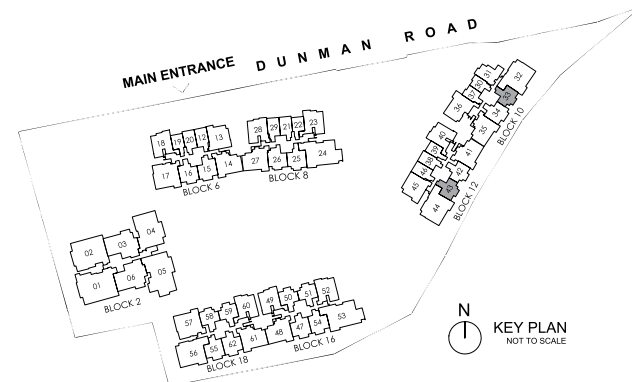 MAIN ENTRANCE DUNMAN ROAD
18 19 20 12 13
17 16 15 14
BLOCK 6
28 29 21 22 23
27 26 25 24
BLOCK 8
37 30 31 32
36 33
35 34
BLOCK 10
40 41
39 38 46 45
42 43 44
BLOCK 12
02 03 04
01 06 05
BLOCK 2
57 58 59 60
56 55 62 61
BLOCK 18
49 50 51 52
48 47 54 53
BLOCK 16
N
KEY PLAN
NOT TO SCALE